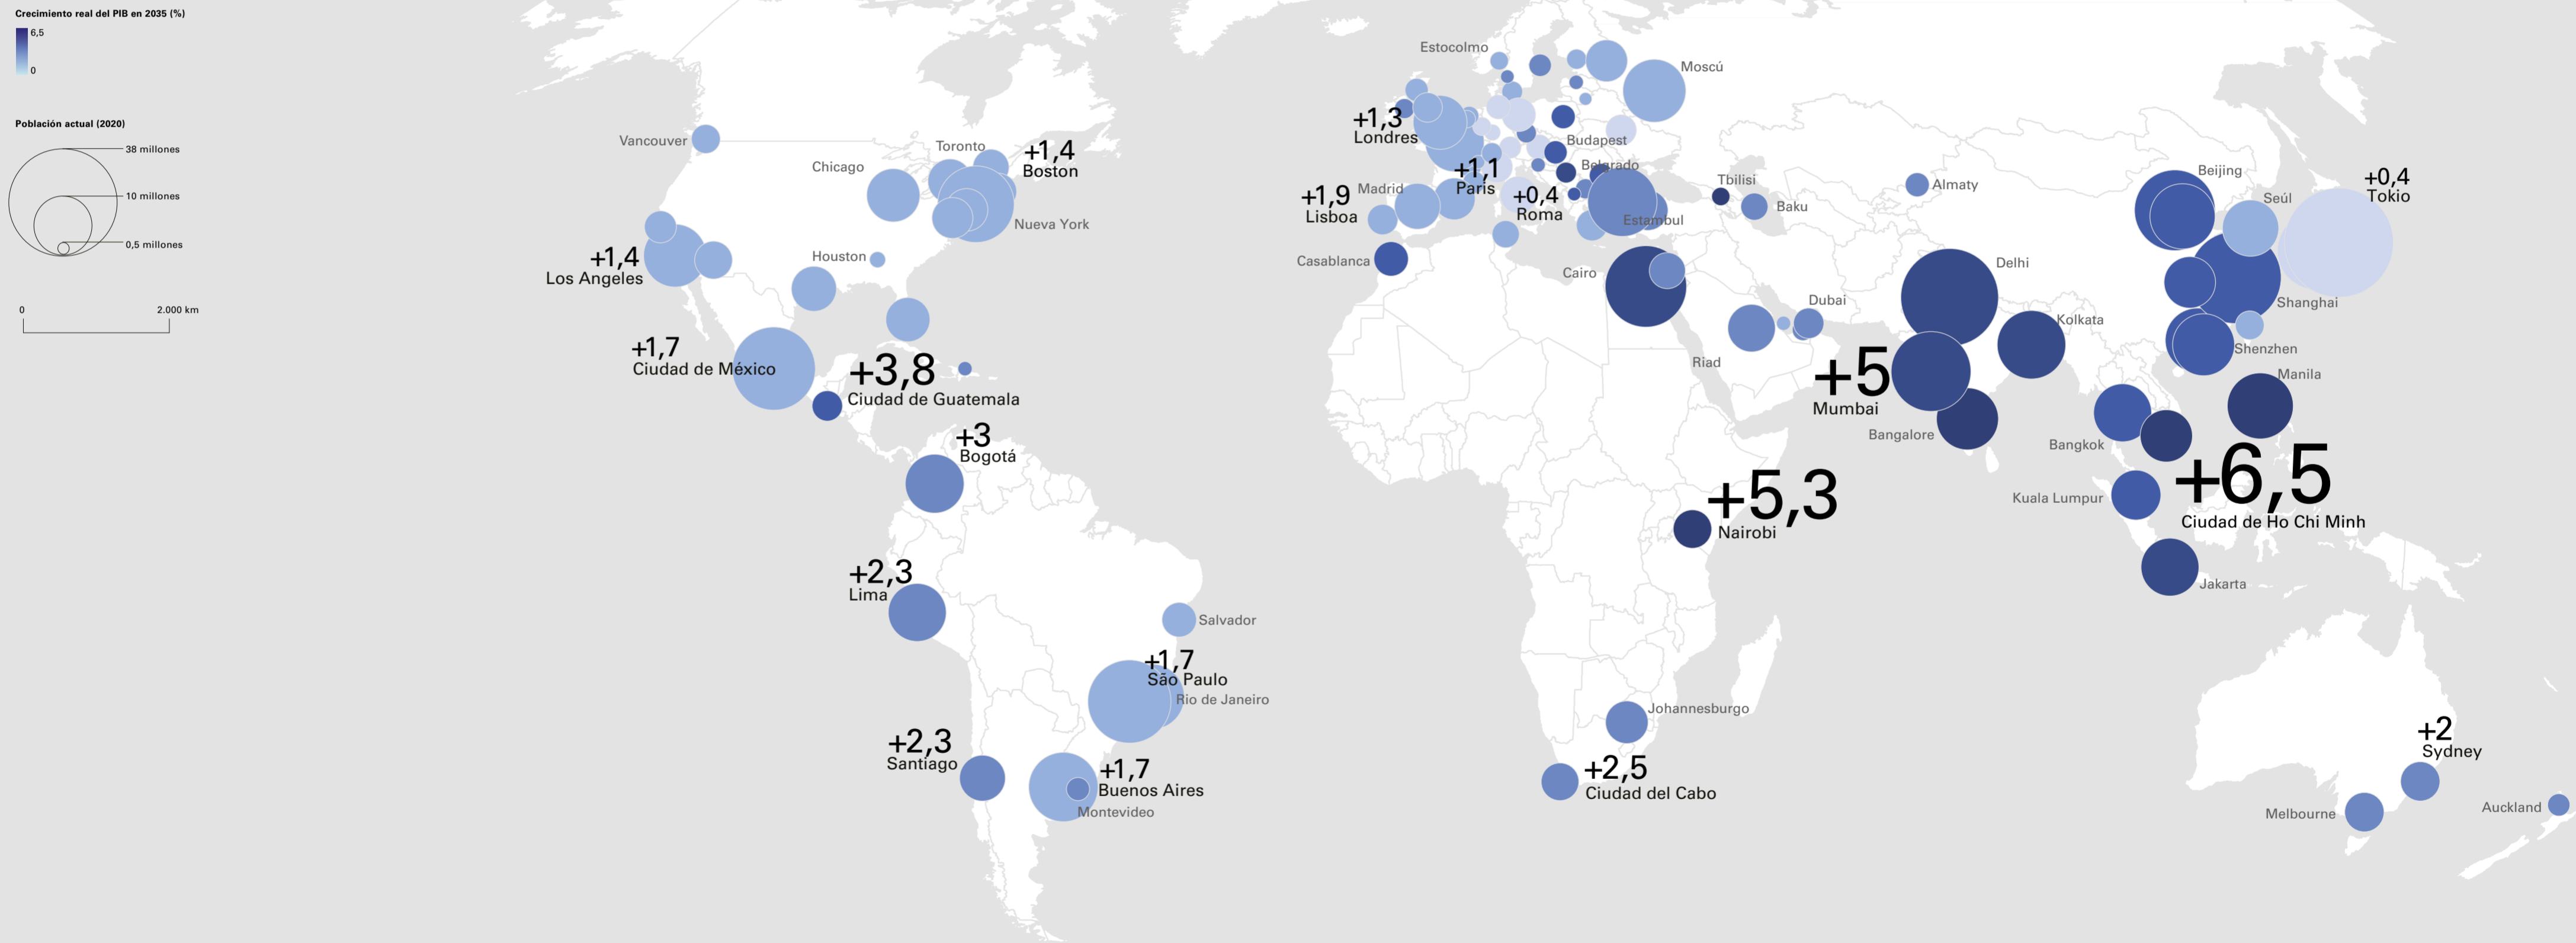 Crecimiento real del PIB en 2035 (%)
6,5
0
Población actual (2020)
38 millones
10 millones
0,5 millones
0
2.000 km
Vancouver
Chicago
Toronto
+1,4
Boston
Nueva York
Houston
+1,4
Los Angeles
+1,7
Ciudad de México
+3,8
Ciudad de Guatemala
+3
Bogotá
+2,3
Lima
Salvador
+1,7
São Paulo
Rio de Janeiro
+2,3
Santiago
+1,7
Buenos Aires
Montevideo
Estocolmo
Moscú
+1,3
Londres
Budapest
Belgrado
+1,1
París
+1,9
Lisboa
Madrid
+0,4
Roma
Estambul
Tbilisi
Baku
Almaty
Casablanca
Cairo
Dubai
Riad
+5,3
Nairobi
Johannesburgo
+2,5
Ciudad del Cabo
Delhi
Kolkata
+5
Mumbai
Bangalore
Beijing
Seúl
+0,4
Tokio
Shanghai
Shenzhen
Manila
Bangkok
+6,5
Ciudad de Ho Chi Minh
Kuala Lumpur
Jakarta
+2
Sydney
Melbourne
Auckland